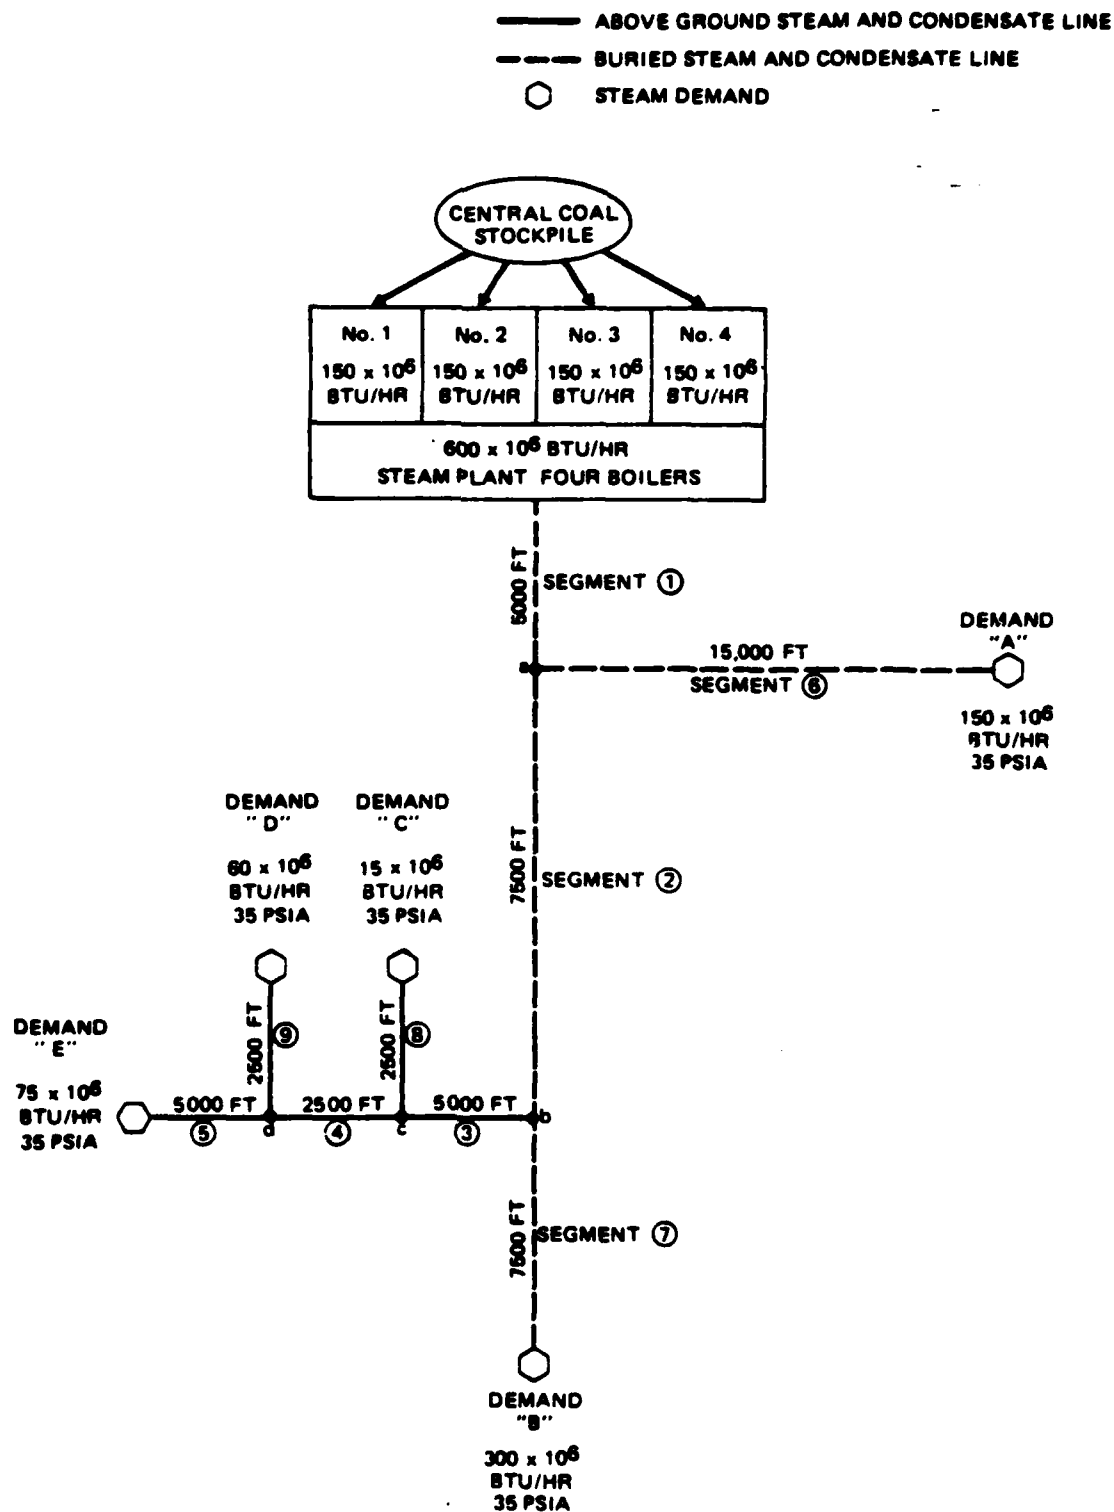 ABOVE GROUND STEAM AND CONDENSATE LINE
BURIED STEAM AND CONDENSATE LINE
STEAM DEMAND
CENTRAL COAL
STOCKPILE
No. 1
150 x 10⁶
BTU/HR
No. 2
150 x 10⁶
BTU/HR
No. 3
150 x 10⁶
BTU/HR
No. 4
150 x 10⁶
BTU/HR
600 x 10⁶ BTU/HR
STEAM PLANT FOUR BOILERS
5000 FT
SEGMENT ①
a
15,000 FT
SEGMENT ⑥
DEMAND
"A"
150 x 10⁶
BTU/HR
35 PSIA
7500 FT
SEGMENT ②
DEMAND
"D"
60 x 10⁶
BTU/HR
35 PSIA
DEMAND
"C"
15 x 10⁶
BTU/HR
35 PSIA
2500 FT
⑨
2500 FT
⑧
DEMAND
"E"
75 x 10⁶
BTU/HR
35 PSIA
5000 FT
⑤
d
2500 FT
④
c
5000 FT
③
b
7500 FT
SEGMENT ⑦
DEMAND
"B"
300 x 10⁶
BTU/HR
35 PSIA